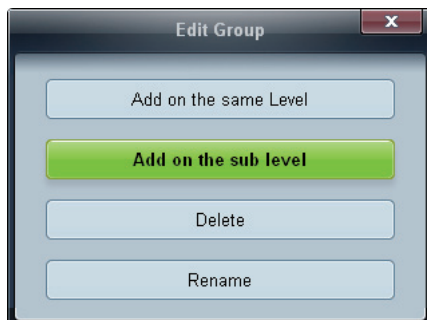 Edit Group
x
Add on the same Level
Add on the sub level
Delete
Rename